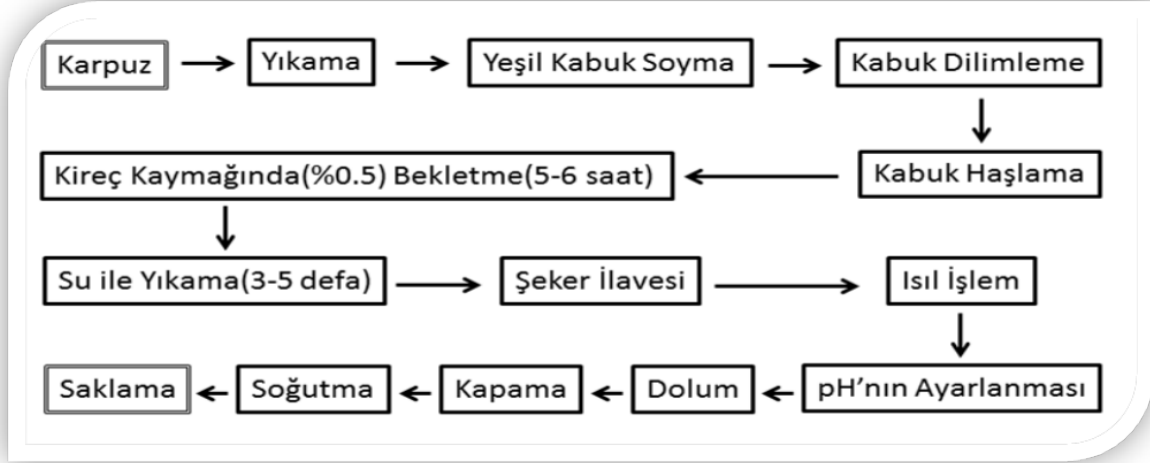 Karpuz
Yıkama
Yeşil Kabuk Soyma
Kabuk Dilimleme
Kabuk Haşlama
Kireç Kaymağında(%0.5) Bekletme(5-6 saat)
Su ile Yıkama(3-5 defa)
Şeker İlavesi
Isıl İşlem
pH’nın Ayarlanması
Dolum
Kapama
Soğutma
Saklama